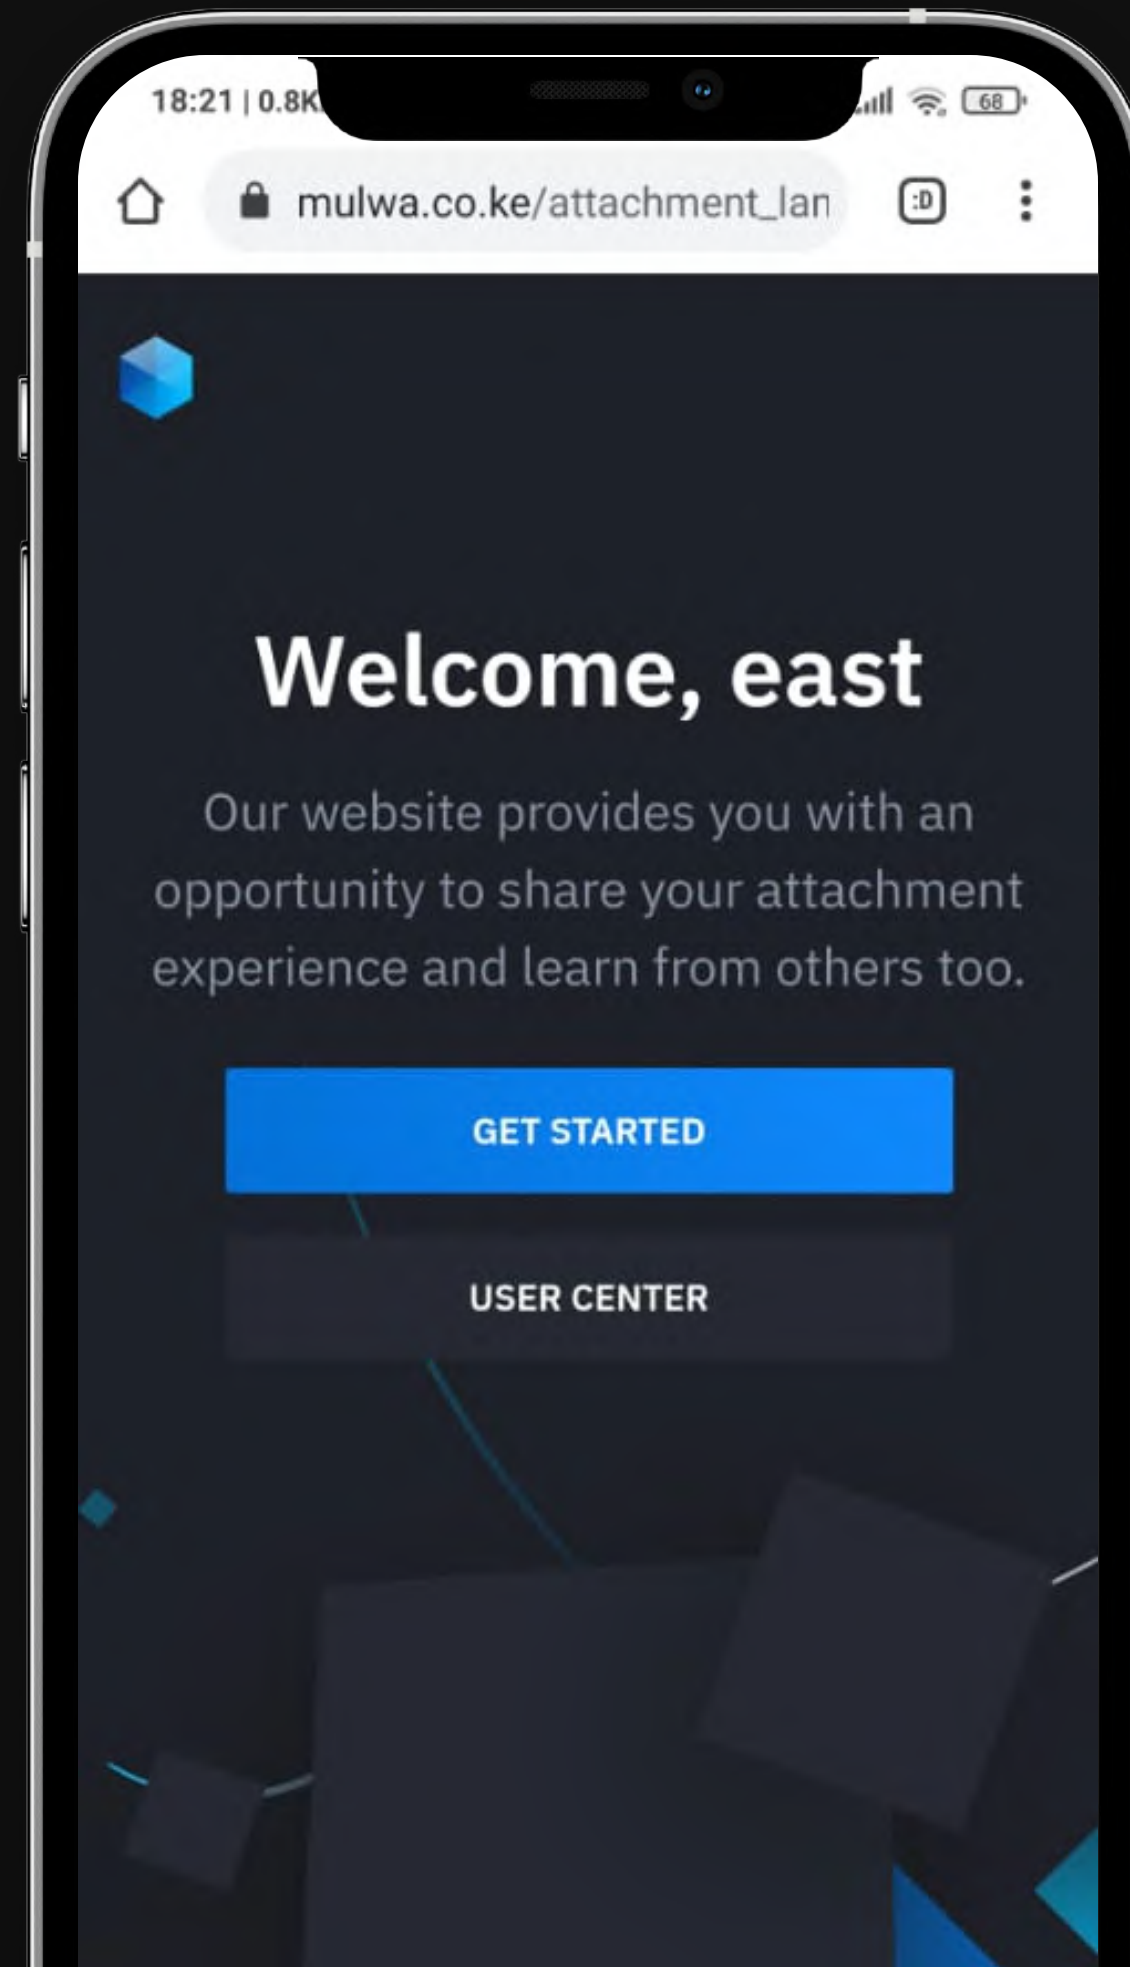 18:21 | 0.8K
68
mulwa.co.ke/attachment_lan
:D
Welcome, east
Our website provides you with an
opportunity to share your attachment
experience and learn from others too.
GET STARTED
USER CENTER